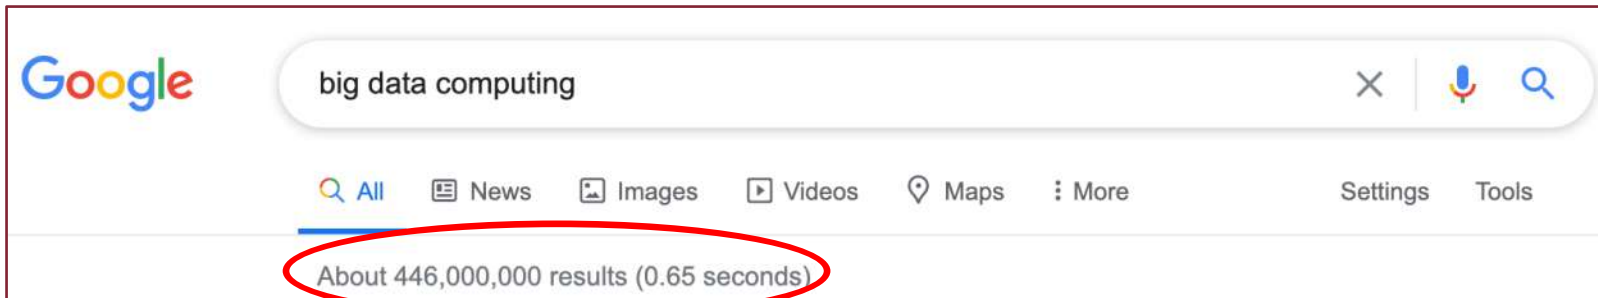 Google big data computing
All News Images Videos Maps More Settings Tools
About 446,000,000 results (0.65 seconds)